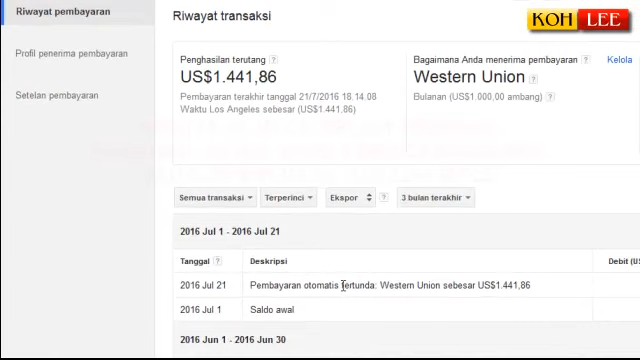 Riwayat pembayaran
Profil penerima pembayaran
Setelan pembayaran
KOH LEE
Riwayat transaksi
Penghasilan terutang ?
US$1.441,86
Pembayaran terakhir tanggal 21/7/2016 18.14.08
Waktu Los Angeles sebesar (US$1.441,86)
Bagaimana Anda menerima pembayaran ? Kelola
Western Union ?
Bulanan (US$1.000,00 ambang) ?
Semua transaksi Terperinci Ekspor ? 3 bulan terakhir
2016 Jul 1 - 2016 Jul 21
Tanggal ? Deskripsi Debit (US
2016 Jul 21 Pembayaran otomatis tertunda: Western Union sebesar US$1.441,86
2016 Jul 1 Saldo awal
2016 Jun 1 - 2016 Jun 30